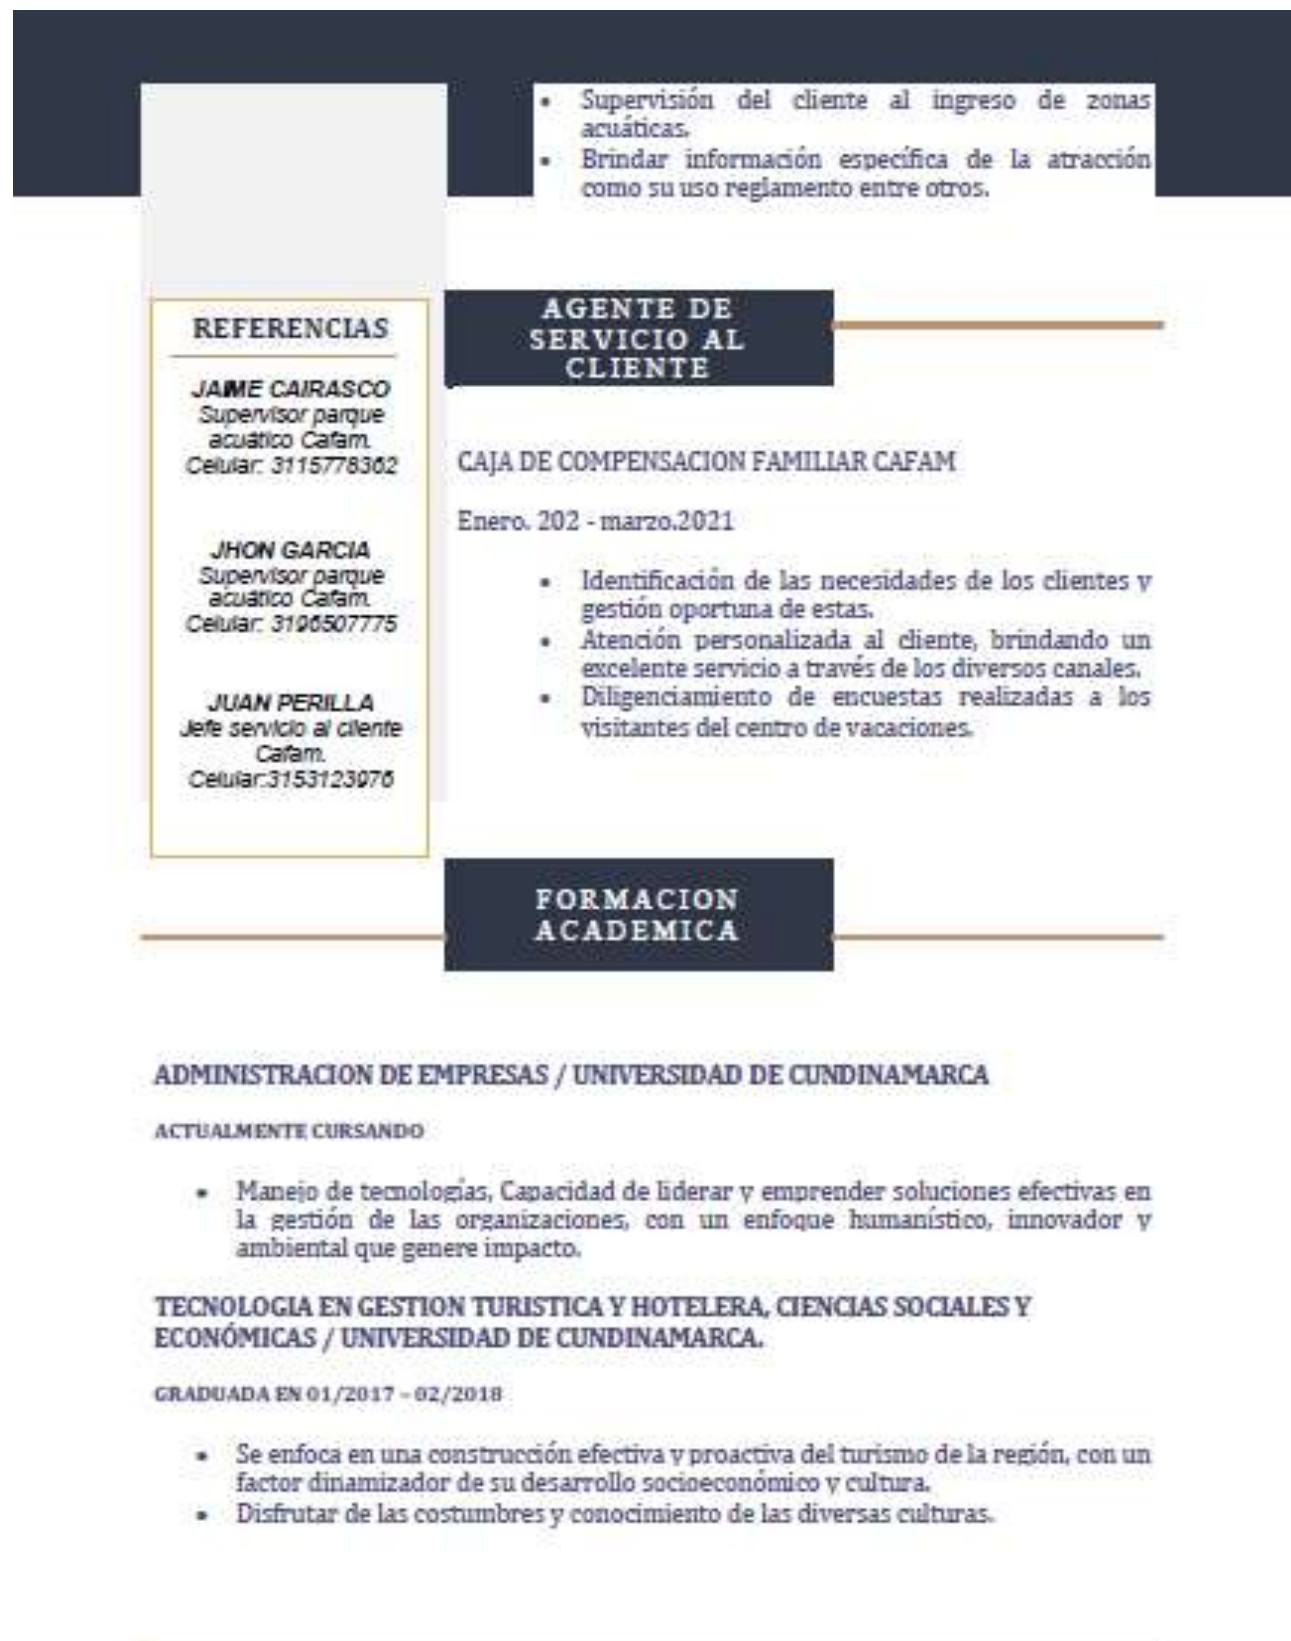 • Supervisión del cliente al ingreso de zonas
acuáticas.
• Brindar información específica de la atracción
como su uso reglamento entre otros.
REFERENCIAS
JAIME CAIRASCO
Supervisor parque
acuático Cafam.
Celular: 3115778362
JHON GARCIA
Supervisor parque
acuático Cafam.
Celular: 3196507775
JUAN PERILLA
Jefe servicio al cliente
Cafam.
Celular:3153123976
AGENTE DE
SERVICIO AL
CLIENTE
CAJA DE COMPENSACION FAMILIAR CAFAM
Enero. 202 - marzo.2021
• Identificación de las necesidades de los clientes y
gestión oportuna de estas.
• Atención personalizada al cliente, brindando un
excelente servicio a través de los diversos canales.
• Diligenciamiento de encuestas realizadas a los
visitantes del centro de vacaciones.
FORMACION
ACADEMICA
ADMINISTRACION DE EMPRESAS / UNIVERSIDAD DE CUNDINAMARCA
ACTUALMENTE CURSANDO
• Manejo de tecnologías, Capacidad de liderar y emprender soluciones efectivas en
la gestión de las organizaciones, con un enfoque humanístico, innovador y
ambiental que genere impacto.
TECNOLOGIA EN GESTION TURISTICA Y HOTELERA, CIENCIAS SOCIALES Y
ECONÓMICAS / UNIVERSIDAD DE CUNDINAMARCA.
GRADUADA EN 01/2017 – 02/2018
• Se enfoca en una construcción efectiva y proactiva del turismo de la región, con un
factor dinamizador de su desarrollo socioeconómico y cultura.
• Disfrutar de las costumbres y conocimiento de las diversas culturas.